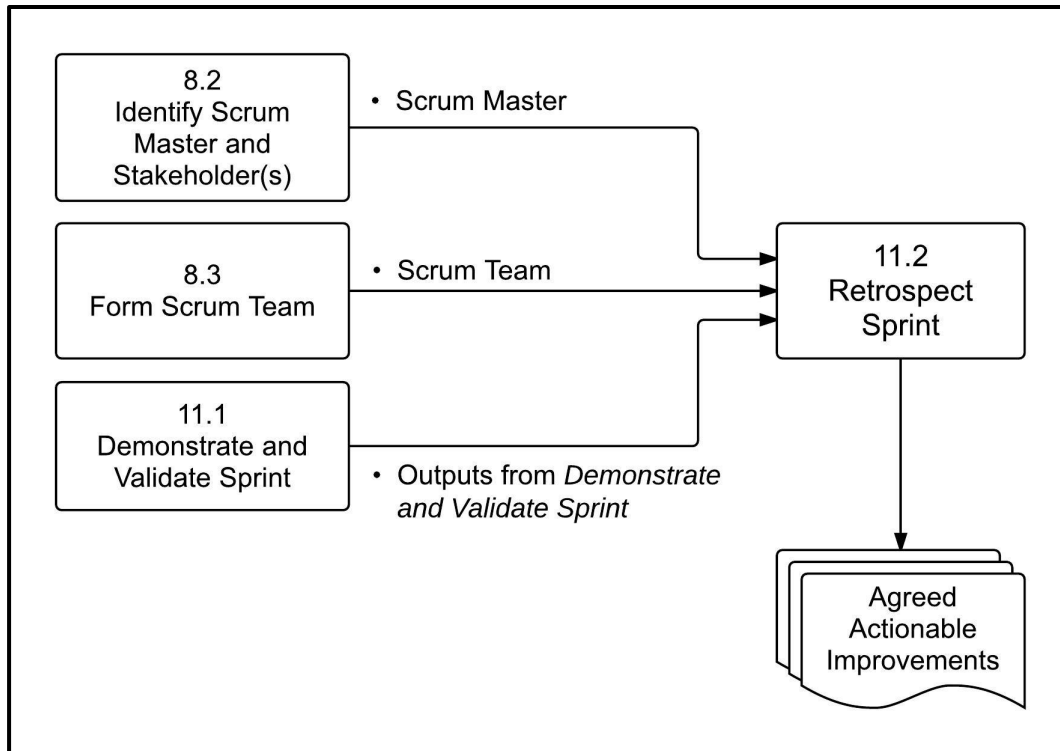 8.2
Identify Scrum
Master and
Stakeholder(s)
• Scrum Master
8.3
Form Scrum Team
• Scrum Team
11.2
Retrospect
Sprint
11.1
Demonstrate and
Validate Sprint
• Outputs from Demonstrate
and Validate Sprint
Agreed
Actionable
Improvements